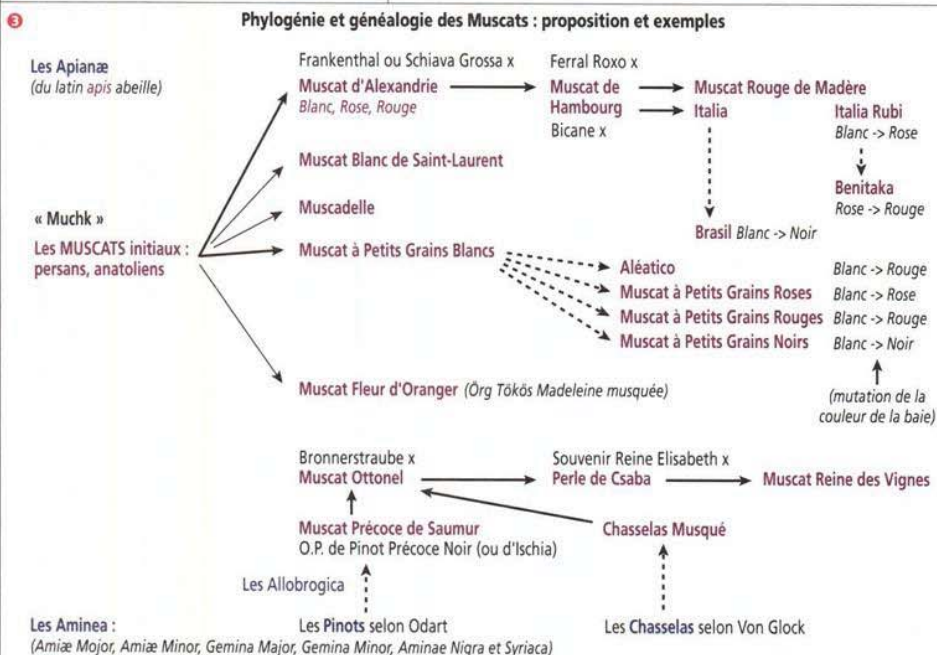 3
Phylogénie et généalogie des Muscats : proposition et exemples
Les Apianæ
(du latin apis abeille)
Frankenthal ou Schiava Grossa x
Muscat d'Alexandrie
Blanc, Rose, Rouge
Ferral Roxo x
Muscat de
Hambourg
Bicane x
Muscat Rouge de Madère
Italia
Italia Rubi
Blanc -> Rose
Muscat Blanc de Saint-Laurent
Benitaka
Rose -> Rouge
Muscadelle
« Muchk »
Les MUSCATS initiaux :
persans, anatoliens
Brasil Blanc -> Noir
Muscat à Petits Grains Blancs
Aléatico Blanc -> Rouge
Muscat à Petits Grains Roses Blanc -> Rose
Muscat à Petits Grains Rouges Blanc -> Rouge
Muscat à Petits Grains Noirs Blanc -> Noir
(mutation de la
couleur de la baie)
Muscat Fleur d'Oranger (Örg Tökös Madeleine musquée)
Bronnerstraube x
Muscat Ottonel
Souvenir Reine Elisabeth x
Perle de Csaba
Muscat Reine des Vignes
Muscat Précoce de Saumur
O.P. de Pinot Précoce Noir (ou d'Ischia)
Chasselas Musqué
Les Allobrogica
Les Aminea :
Les Pinots selon Odart
Les Chasselas selon Von Glock
(Amiæ Mojor, Amiæ Minor, Gemina Major, Gemina Minor, Aminae Nigra et Syriaca)